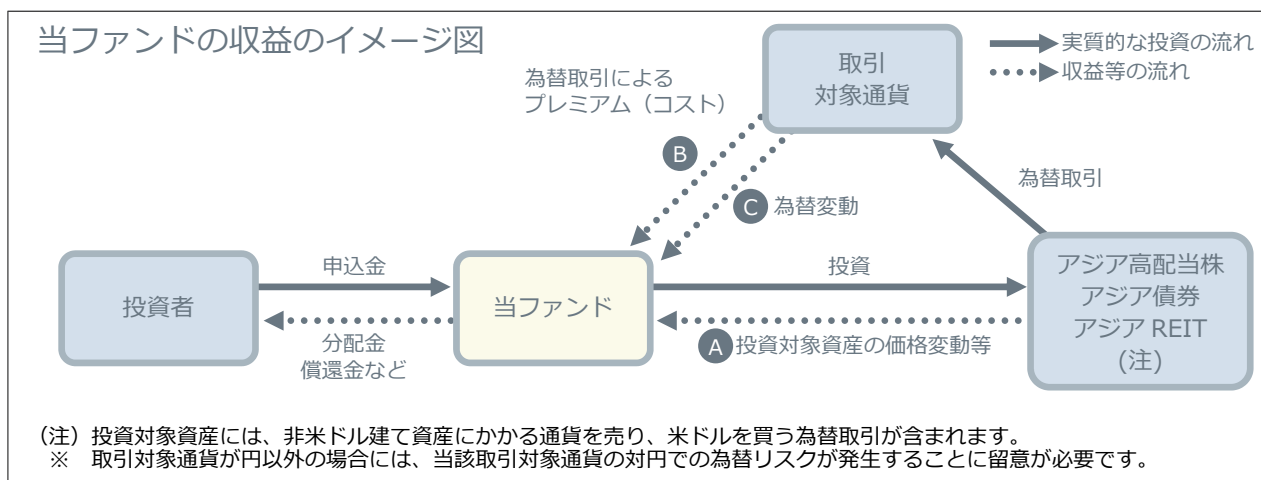 当ファンドの収益のイメージ図
取引
対象通貨
実質的な投資の流れ
収益等の流れ
為替取引による
プレミアム（コスト）
B
C 為替変動
為替取引
投資者
申込金
分配金
償還金など
当ファンド
投資
A 投資対象資産の価格変動等
アジア高配当株
アジア債券
アジア REIT
(注)
（注）投資対象資産には、非米ドル建て資産にかかる通貨を売り、米ドルを買う為替取引が含まれます。
※ 取引対象通貨が円以外の場合には、当該取引対象通貨の対円での為替リスクが発生することに留意が必要です。